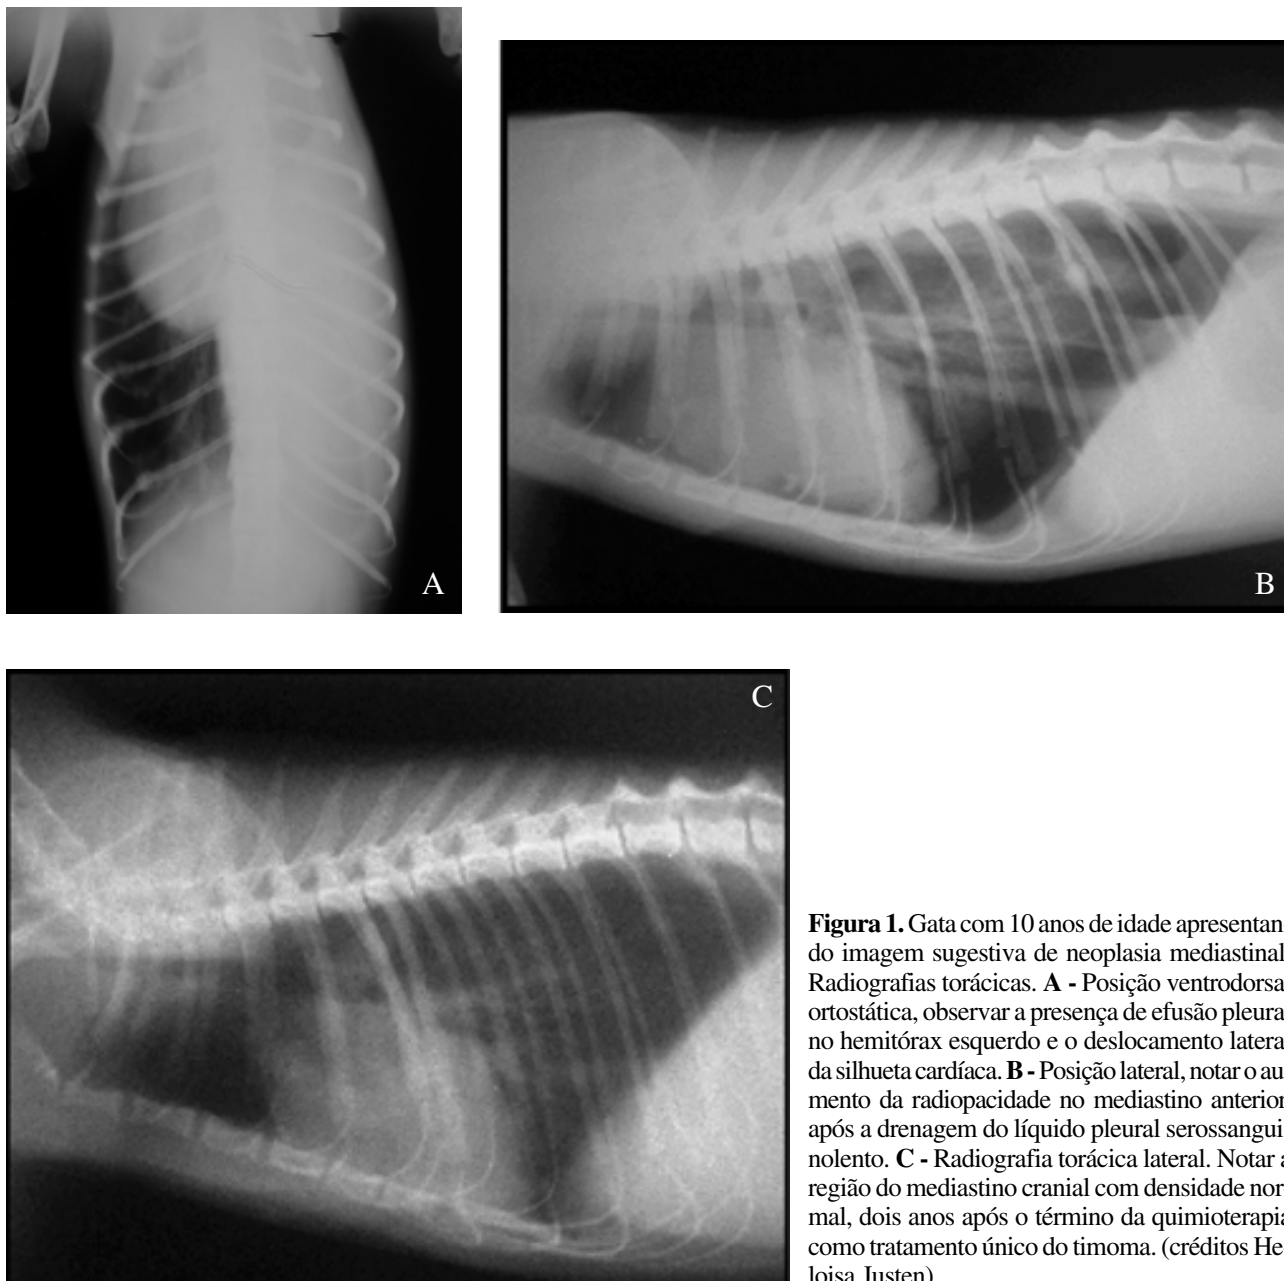 A
B
C
Figura 1. Gata com 10 anos de idade apresentan
do imagem sugestiva de neoplasia mediastinal
Radiografias torácicas. A - Posição ventrodorsa
ortostática, observar a presença de efusão pleura
no hemitórax esquerdo e o deslocamento latera
da silhueta cardíaca. B - Posição lateral, notar o au
mento da radiopacidade no mediastino anterior
após a drenagem do líquido pleural serossangui
nolento. C - Radiografia torácica lateral. Notar a
região do mediastino cranial com densidade nor
mal, dois anos após o término da quimioterapia
como tratamento único do timoma. (créditos He
loisa Justen)